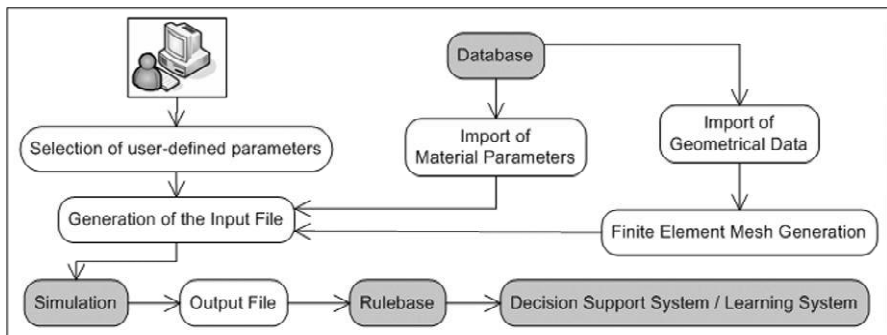 Database
Selection of user-defined parameters
Import of
Material Parameters
Import of
Geometrical Data
Generation of the Input File
Finite Element Mesh Generation
Simulation
Output File
Rulebase
Decision Support System / Learning System